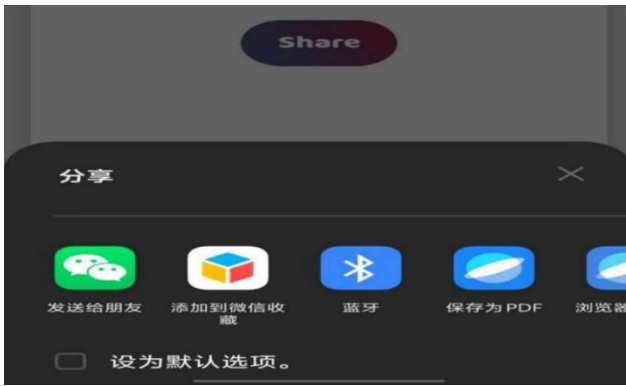 Share
分享
发送给朋友
添加到微信收
藏
蓝牙
保存为PDF
浏览器
设为默认选项。